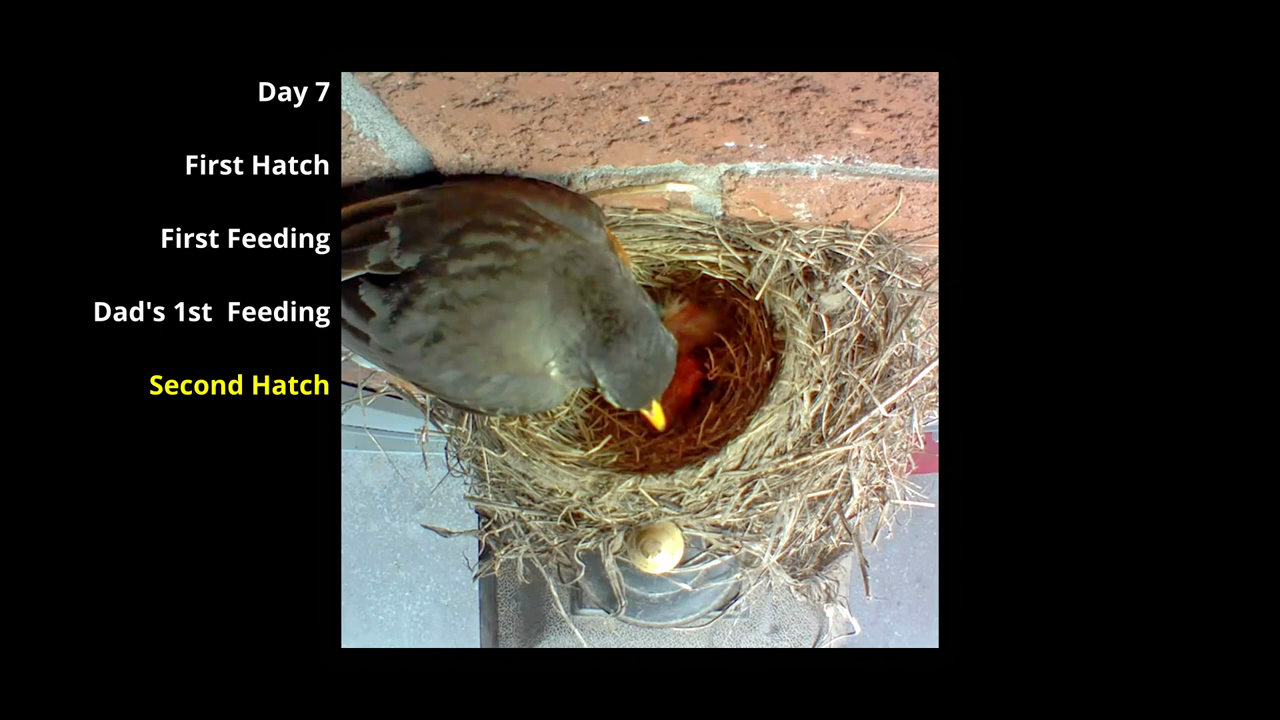 Day 7
First Hatch
First Feeding
Dad's 1st  Feeding
Second Hatch